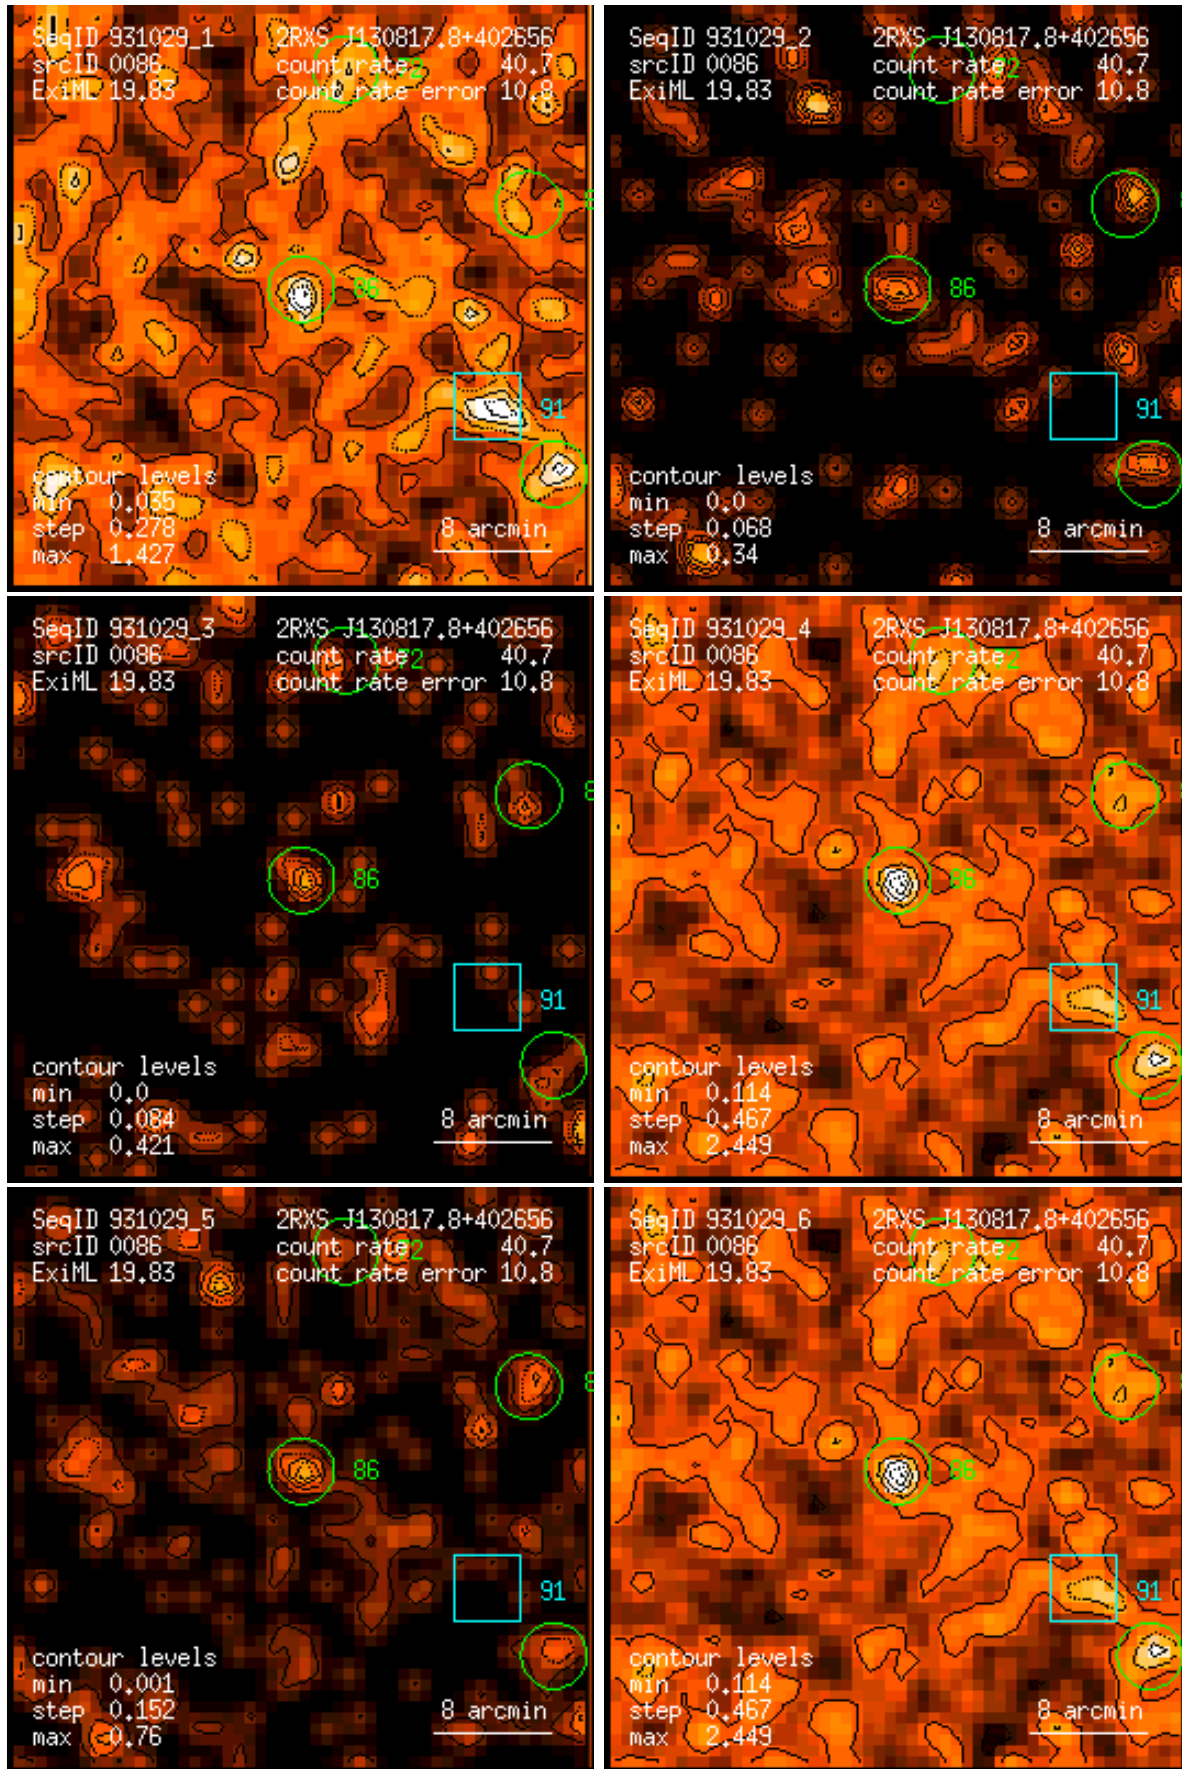 SeqID 931029_1 2RXS J130817.8+402656
srcID 0086 count rate 40.7
72
ExiML 19.83 count rate error 10.8
8
86
91
contour levels
min 0.035
step 0.278 8 arcmin
max 1.427
SeqID 931029_2 2RXS J130817.8+402656
srcID 0086 count rate 40.7
72
ExiML 19.83 count rate error 10.8
86
91
contour levels
min 0.0
step 0.068 8 arcmin
max 0.34
SeqID 931029_3 2RXS J130817.8+402656
srcID 0086 count rate 40.7
72
ExiML 19.83 count rate error 10.8
8
86
91
contour levels
min 0.0
step 0.084 8 arcmin
max 0.421
SeqID 931029_4 2RXS J130817.8+402656
srcID 0086 count rate 40.7
72
ExiML 19.83 count rate error 10.8
86
91
contour levels
min 0.114
step 0.467 8 arcmin
max 2.449
SeqID 931029_5 2RXS J130817.8+402656
srcID 0086 count rate 40.7
72
ExiML 19.83 count rate error 10.8
8
86
91
contour levels
min 0.001
step 0.152 8 arcmin
max 0.76
SeqID 931029_6 2RXS J130817.8+402656
srcID 0086 count rate 40.7
72
ExiML 19.83 count rate error 10.8
86
91
contour levels
min 0.114
step 0.467 8 arcmin
max 2.449